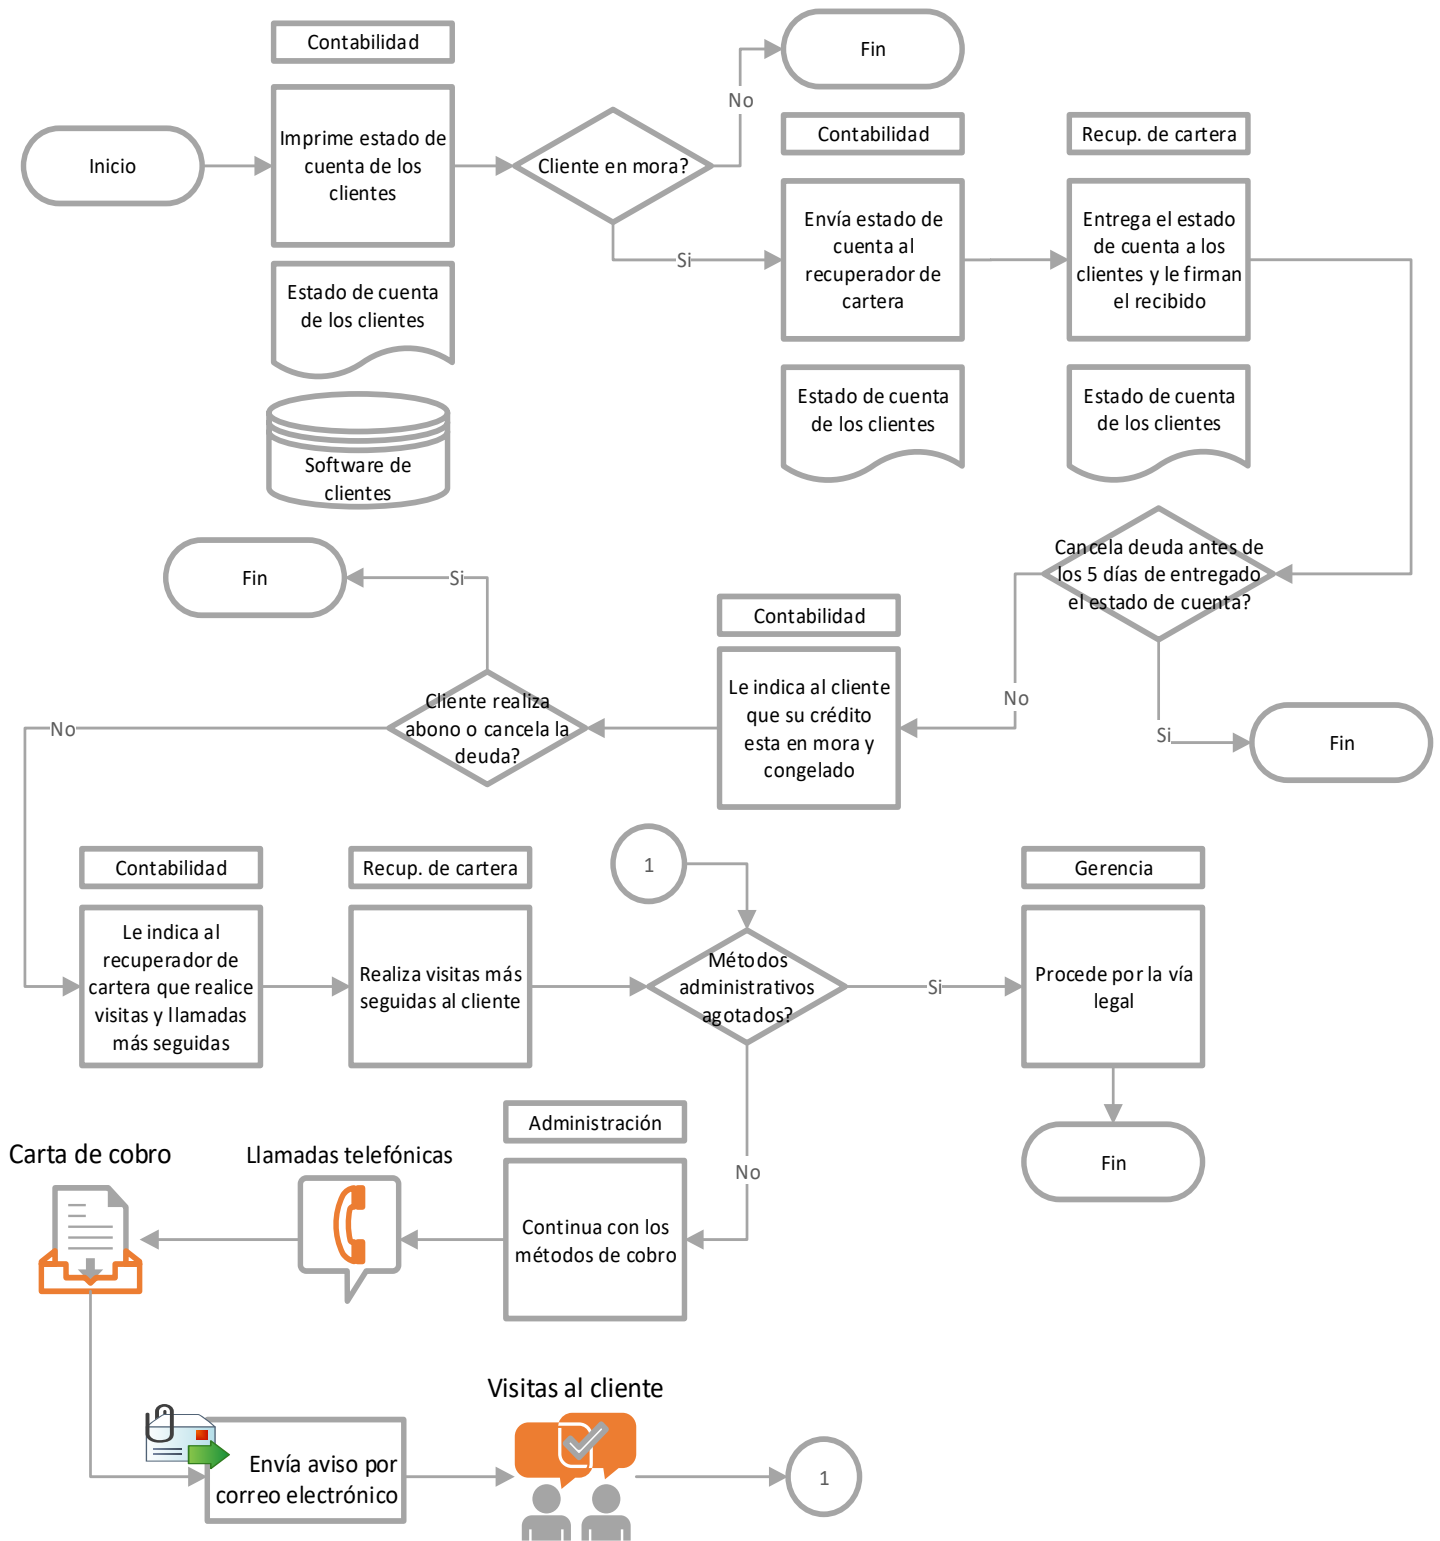 Contabilidad
Fin
No
Inicio
Imprime estado de
cuenta de los
clientes
Cliente en mora?
Contabilidad
Recup. de cartera
Si
Envía estado de
cuenta al
recuperador de
cartera
Entrega el estado
de cuenta a los
clientes y le firman
el recibido
Estado de cuenta
de los clientes
Software de
clientes
Estado de cuenta
de los clientes
Estado de cuenta
de los clientes
Cancela deuda antes de
los 5 días de entregado
el estado de cuenta?
Fin
Si
Contabilidad
No
Le indica al cliente
que su crédito
esta en mora y
congelado
Cliente realiza
abono o cancela la
deuda?
No
Si
Fin
Contabilidad
Recup. de cartera
1
Gerencia
Le indica al
recuperador de
cartera que realice
visitas y llamadas
más seguidas
Realiza visitas más
seguidas al cliente
Métodos
administrativos
agotados?
Si
Procede por la vía
legal
Administración
No
Fin
Carta de cobro
Llamadas telefónicas
Continua con los
métodos de cobro
Visitas al cliente
Envía aviso por
correo electrónico
1